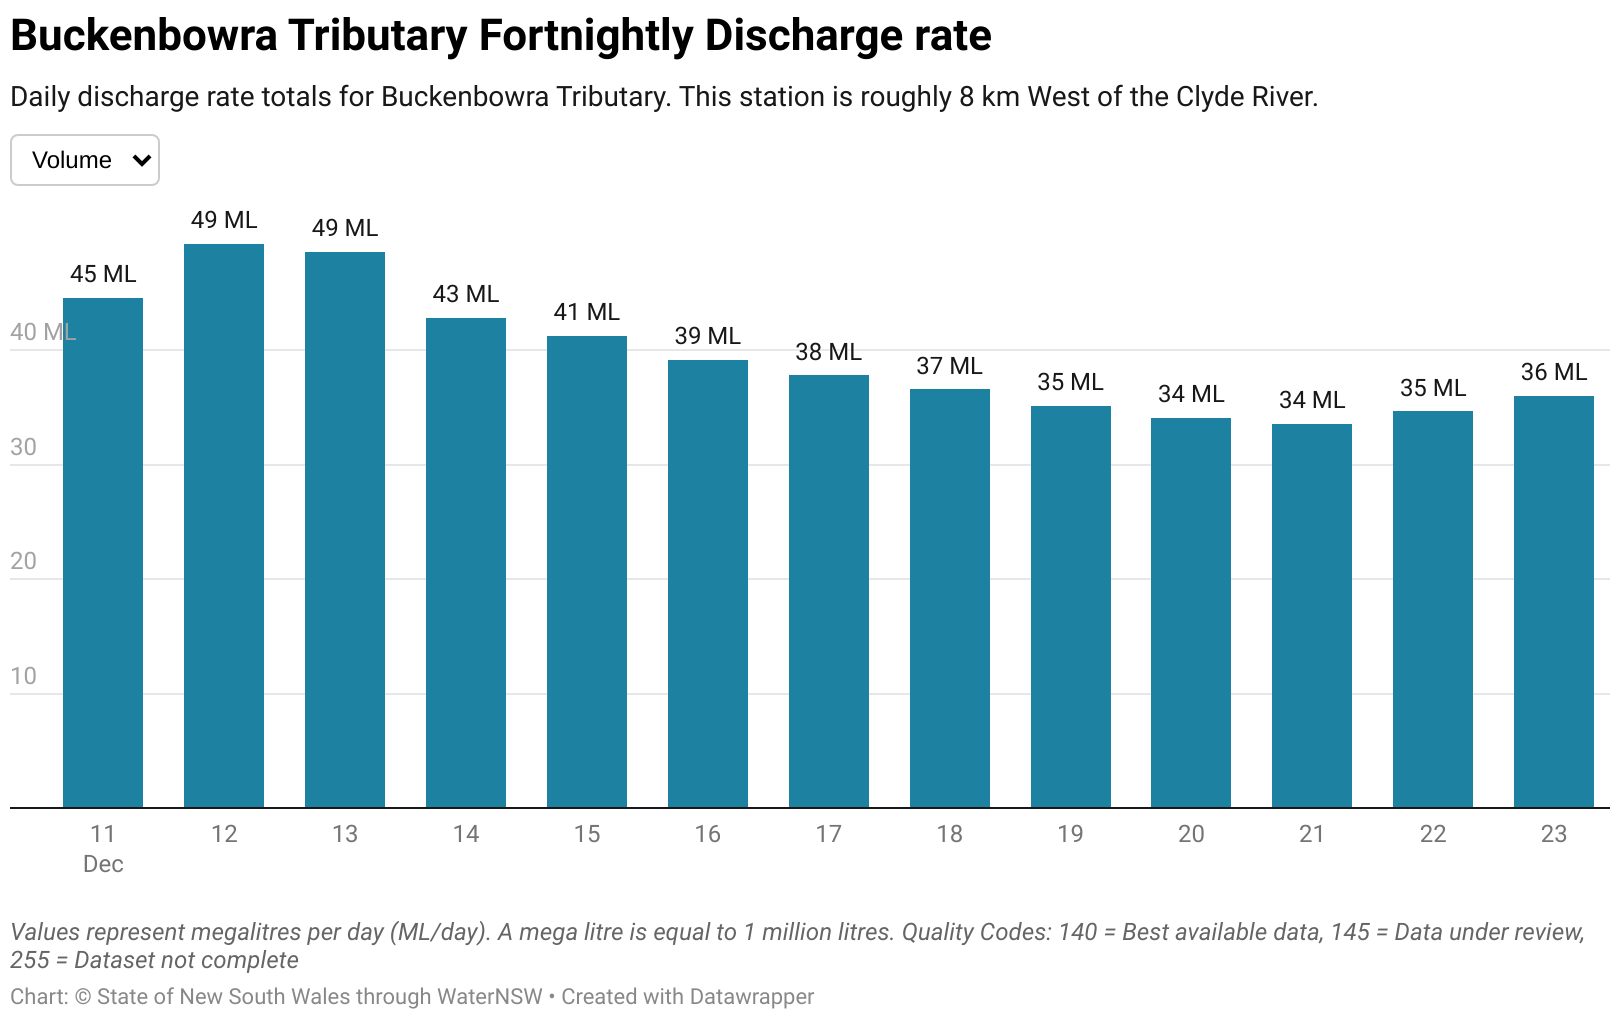 Buckenbowra Tributary Fortnightly Discharge rate
Daily discharge rate totals for Buckenbowra Tributary. This station is roughly 8 km West of the Clyde River.
Volume
49 ML
49 ML
45 ML
43 ML
41 ML
39 ML
38 ML
37 ML
35 ML
34 ML
34 ML
35 ML
36 ML
40 ML
30
20
10
11 12 13 14 15 16 17 18 19 20 21 22 23
Dec
Values represent megalitres per day (ML/day). A mega litre is equal to 1 million litres. Quality Codes: 140 = Best available data, 145 = Data under review,
255 = Dataset not complete
Chart: © State of New South Wales through WaterNSW • Created with Datawrapper